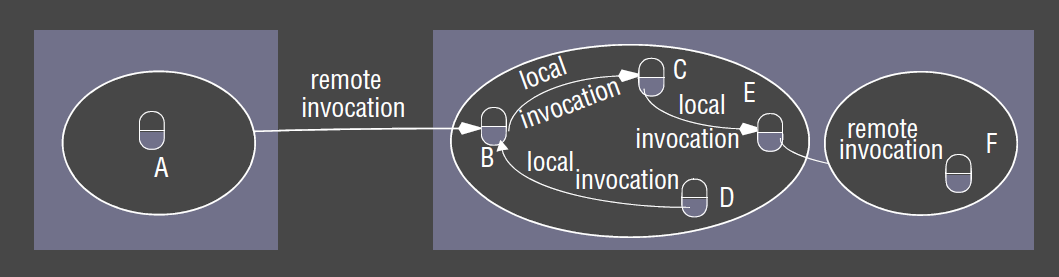 remote
invocation
A
local
invocation
C
local
invocation
E
B
local
invocation
D
remote
invocation
F